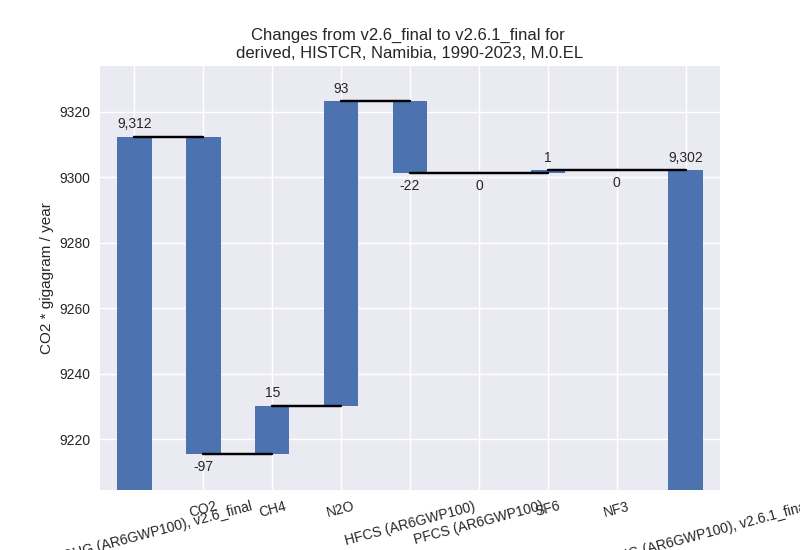 Changes from v2.6_final to v2.6.1_final for
derived, HISTCR, Namibia, 1990-2023, M.0.EL
CO2 * gigagram / year
9320
9300
9280
9260
9240
9220
9,312
-97
15
93
-22
0
1
0
9,302
(AR6GWP100), v2.6_final
CO2
CH4
N2O
HFCS (AR6GWP100)
PFCS (AR6GWP100)
SF6
NF3
(AR6GWP100), v2.6.1_final